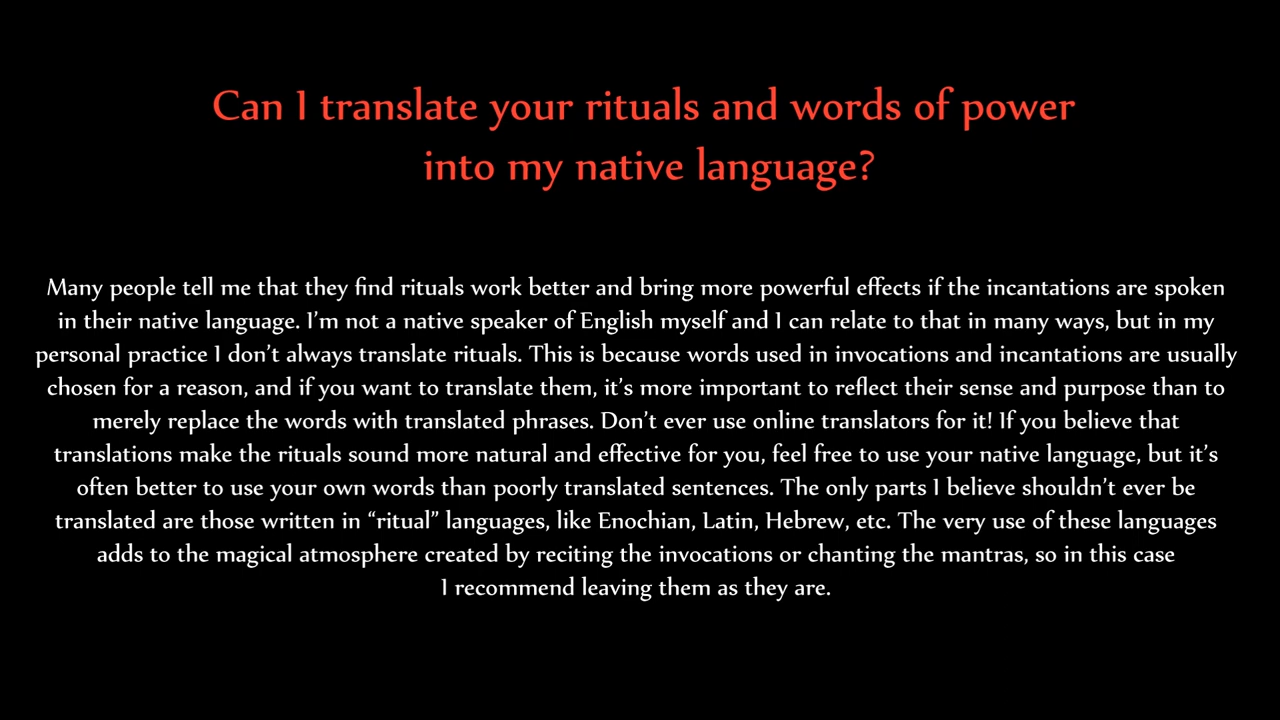 Can I translate your rituals and words of power
into my native language?
Many people tell me that they find rituals work better and bring more powerful effects if the incantations are spoken
in their native language. I’m not a native speaker of English myself and I can relate to that in many ways, but in my
personal practice I don’t always translate rituals. This is because words used in invocations and incantations are usually
chosen for a reason, and if you want to translate them, it’s more important to reflect their sense and purpose than to
merely replace the words with translated phrases. Don’t ever use online translators for it! If you believe that
translations make the rituals sound more natural and effective for you, feel free to use your native language, but it’s
often better to use your own words than poorly translated sentences. The only parts I believe shouldn’t ever be
translated are those written in “ritual” languages, like Enochian, Latin, Hebrew, etc. The very use of these languages
adds to the magical atmosphere created by reciting the invocations or chanting the mantras, so in this case
I recommend leaving them as they are.